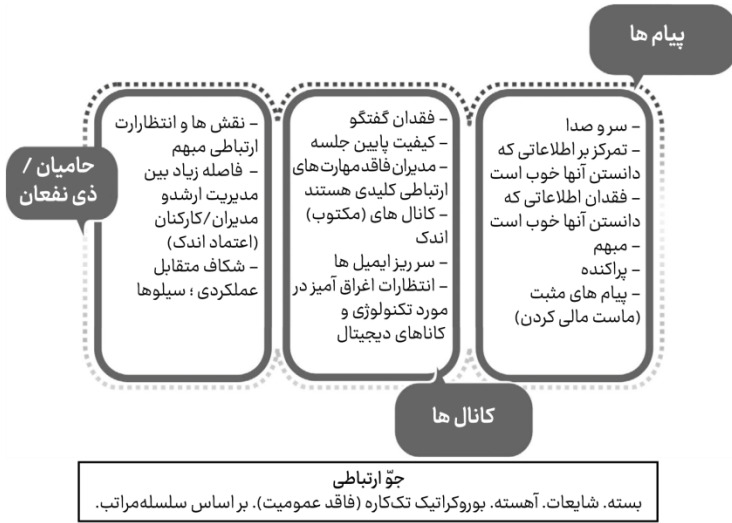 پیام ها
– سر و صدا
– تمرکز بر اطلاعاتی که
دانستن آنها خوب است
– فقدان اطلاعاتی که
دانستن آنها خوب است
– مبهم
– پراکنده
– پیام های مثبت
(ماست مالی کردن)
کانال ها
– فقدان گفتگو
– کیفیت پایین جلسه
– مدیران فاقد مهارت‌های
ارتباطی کلیدی هستند
– کانال های (مکتوب)
اندک
– سر ریز ایمیل ها
– انتظارات اغراق آمیز در
مورد تکنولوژی و
کاناهای دیجیتال
حامیان /
ذی نفعان
– نقش ها و انتظارارت
ارتباطی مبهم
– فاصله زیاد بین
مدیریت ارشدو
مدیران/کارکنان
(اعتماد اندک)
– شکاف متقابل
عملکردی ؛ سیلوها
جوّ ارتباطی
بسته. شایعات. آهسته. بوروکراتیک تک‌کاره (فاقد عمومیت). بر اساس سلسله‌مراتب.